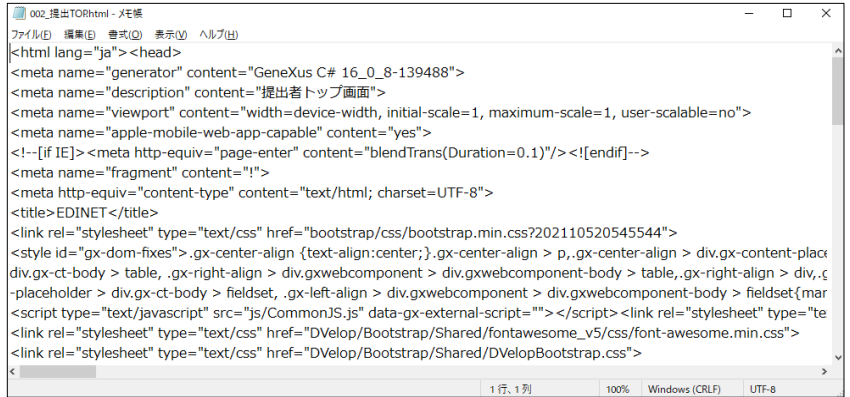 002_提出TOP.html - メモ帳
ファイル(F) 編集(E) 書式(O) 表示(V) ヘルプ(H)
<html lang="ja"><head>
<meta name="generator" content="GeneXus C# 16_0_8-139488">
<meta name="description" content="提出者トップ画面">
<meta name="viewport" content="width=device-width, initial-scale=1, maximum-scale=1, user-scalable=no">
<meta name="apple-mobile-web-app-capable" content="yes">
<!--[if IE]><meta http-equiv="page-enter" content="blendTrans(Duration=0.1)"/><![endif]-->
<meta name="fragment" content="!">
<meta http-equiv="content-type" content="text/html; charset=UTF-8">
<title>EDINET</title>
<link rel="stylesheet" type="text/css" href="bootstrap/css/bootstrap.min.css?202110520545544">
<style id="gx-dom-fixes">.gx-center-align {text-align:center;}.gx-center-align > p,.gx-center-align > div.gx-content-place
div.gx-ct-body > table, .gx-right-align > div.gxwebcomponent > div.gxwebcomponent-body > table,.gx-right-align > div,.g
-placeholder > div.gx-ct-body > fieldset, .gx-left-align > div.gxwebcomponent > div.gxwebcomponent-body > fieldset{mar
<script type="text/javascript" src="js/CommonJS.js" data-gx-external-script=""></script><link rel="stylesheet" type="te
<link rel="stylesheet" type="text/css" href="DVelop/Bootstrap/Shared/fontawesome_v5/css/font-awesome.min.css">
<link rel="stylesheet" type="text/css" href="DVelop/Bootstrap/Shared/DVelopBootstrap.css">
1行、1列 100% Windows (CRLF) UTF-8